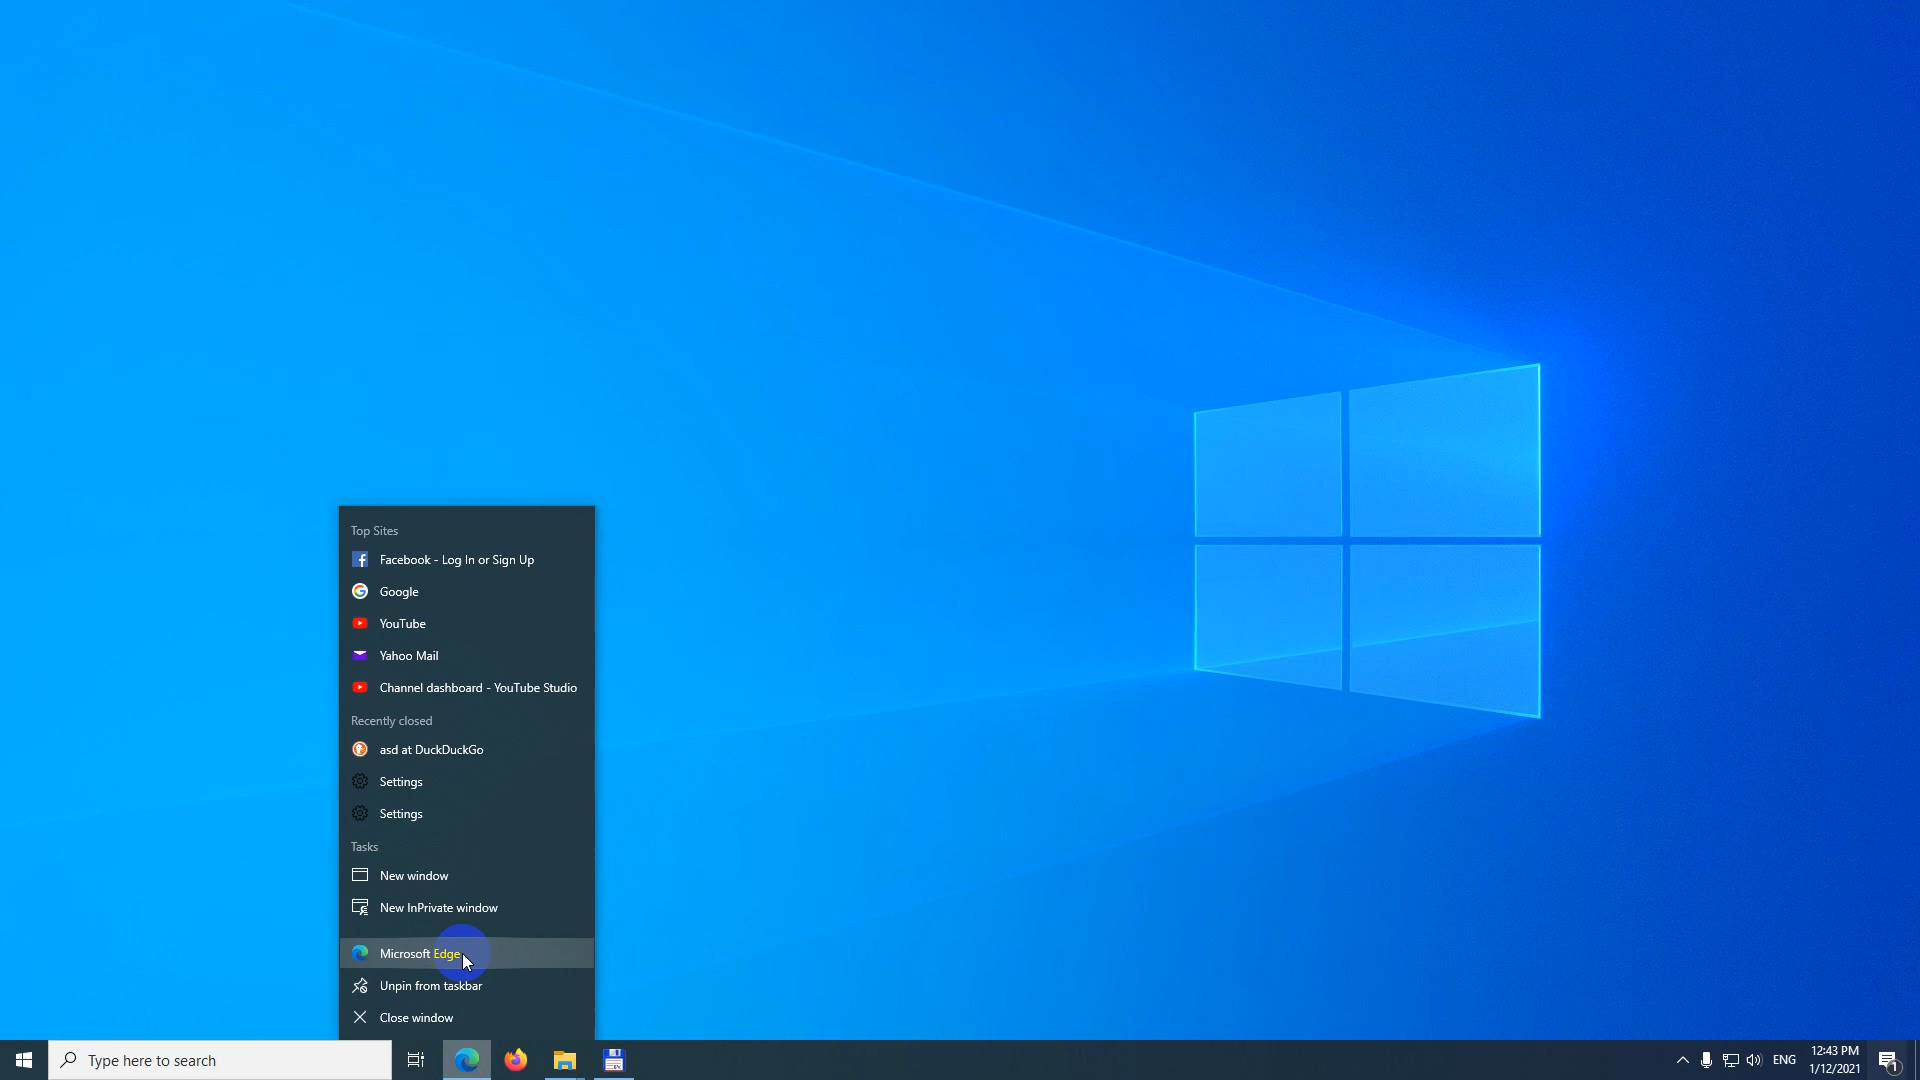 Top Sites
Facebook - Log In or Sign Up
Google
YouTube
Yahoo Mail
Channel dashboard - YouTube Studio
Recently closed
asd at DuckDuckGo
Settings
Settings
Tasks
New window
New InPrivate window
Microsoft Edge
Unpin from taskbar
Close window
Type here to search
ENG
12:43 PM
1/12/2021
1